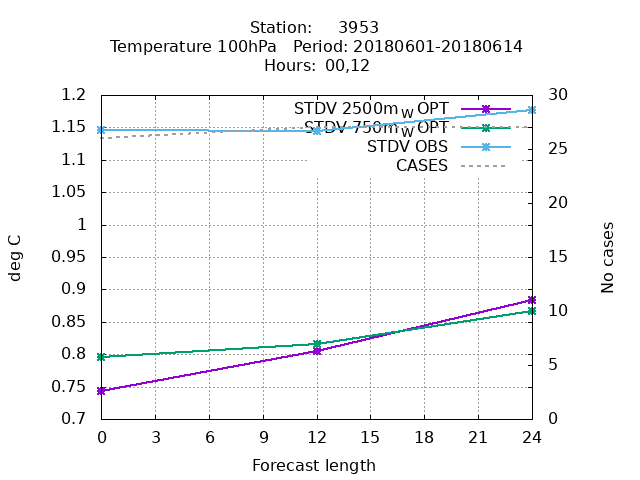 Station: 3953
Temperature 100hPa Period: 20180601-20180614
Hours: 00,12
STDV 2500m_W OPT
STDV 750m_W OPT
STDV OBS
CASES
1.2
1.15
1.1
1.05
1
0.95
0.9
0.85
0.8
0.75
0.7
30
25
20
15
10
5
0
deg C
No cases
0 3 6 9 12 15 18 21 24
Forecast length